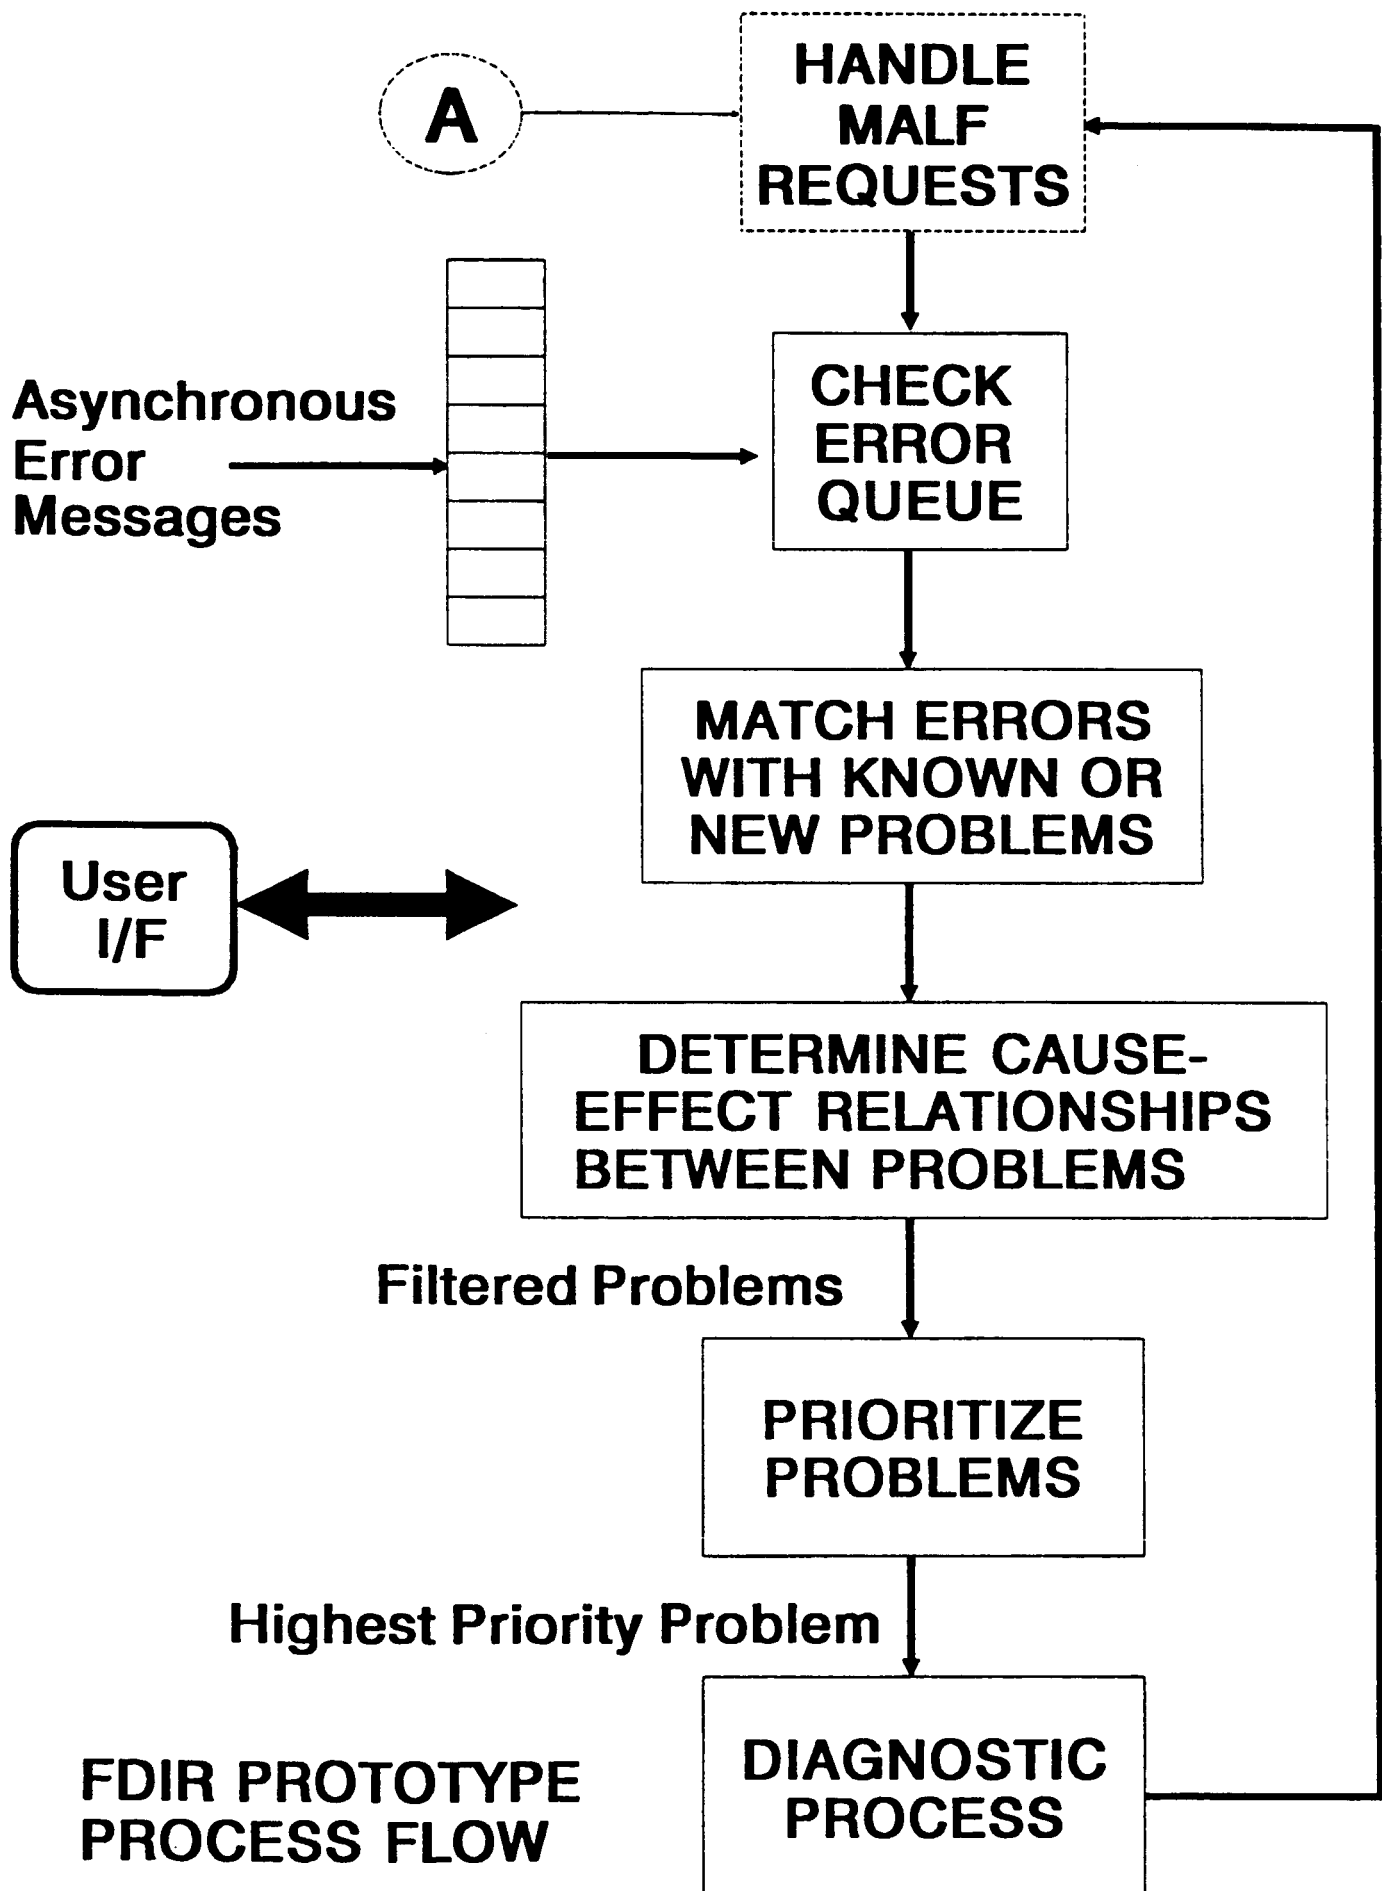 A
HANDLE
MALF
REQUESTS
Asynchronous
Error
Messages
CHECK
ERROR
QUEUE
MATCH ERRORS
WITH KNOWN OR
NEW PROBLEMS
User
I/F
DETERMINE CAUSE-
EFFECT RELATIONSHIPS
BETWEEN PROBLEMS
Filtered Problems
PRIORITIZE
PROBLEMS
Highest Priority Problem
DIAGNOSTIC
PROCESS
FDIR PROTOTYPE
PROCESS FLOW